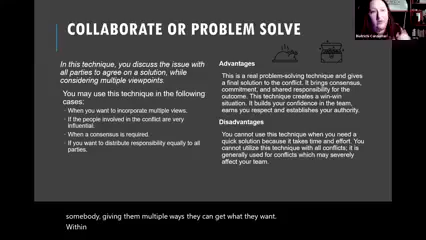 COLLABORATE OR PROBLEM SOLVE
In this technique, you discuss the issue with
all parties to agree on a solution, while
considering multiple viewpoints.
You may use this technique in the following
cases:
When you want to incorporate multiple views.
If the people involved in the conflict are very
influential.
When a consensus is required.
If you want to distribute responsibility equally to all
parties.
Advantages
This is a real problem-solving technique and gives
a final solution to the conflict. It brings consensus,
commitment, and shared responsibility for the
outcome. This technique creates a win-win
situation. It builds your confidence in the team,
earns you respect and establishes your authority.
Disadvantages
You cannot use this technique when you need a
quick solution because it takes time and effort. You
cannot utilize this technique with all conflicts; it is
generally used for conflicts which may severely
affect your team.
somebody, giving them multiple ways they can get what they want.
Within